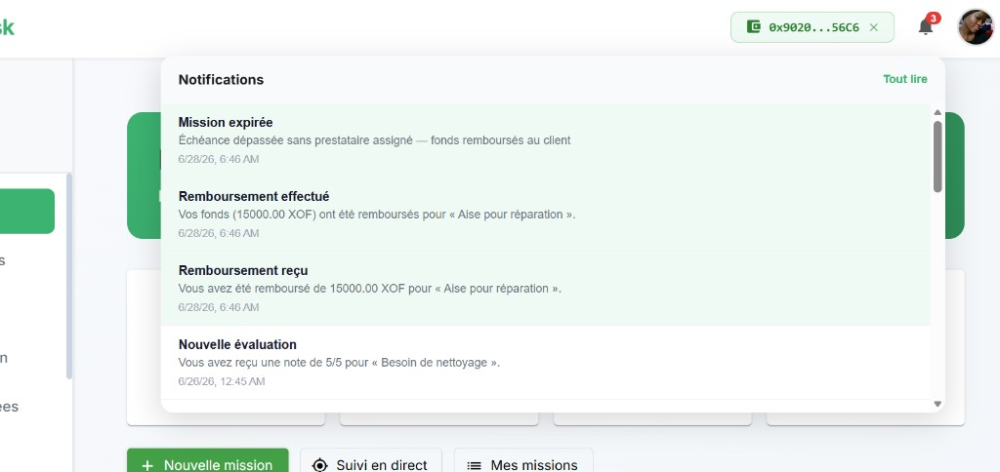 sk
0x9020...56C6
3
Notifications
Tout lire
Mission expirée
Échéance dépassée sans prestataire assigné — fonds remboursés au client
6/28/26, 6:46 AM
Remboursement effectué
Vos fonds (15000.00 XOF) ont été remboursés pour « Aise pour réparation ».
6/28/26, 6:46 AM
Remboursement reçu
Vous avez été remboursé de 15000.00 XOF pour « Aise pour réparation ».
6/28/26, 6:46 AM
Nouvelle évaluation
Vous avez reçu une note de 5/5 pour « Besoin de nettoyage ».
6/26/26, 12:45 AM
s
n
ees
Nouvelle mission
Suivi en direct
Mes missions